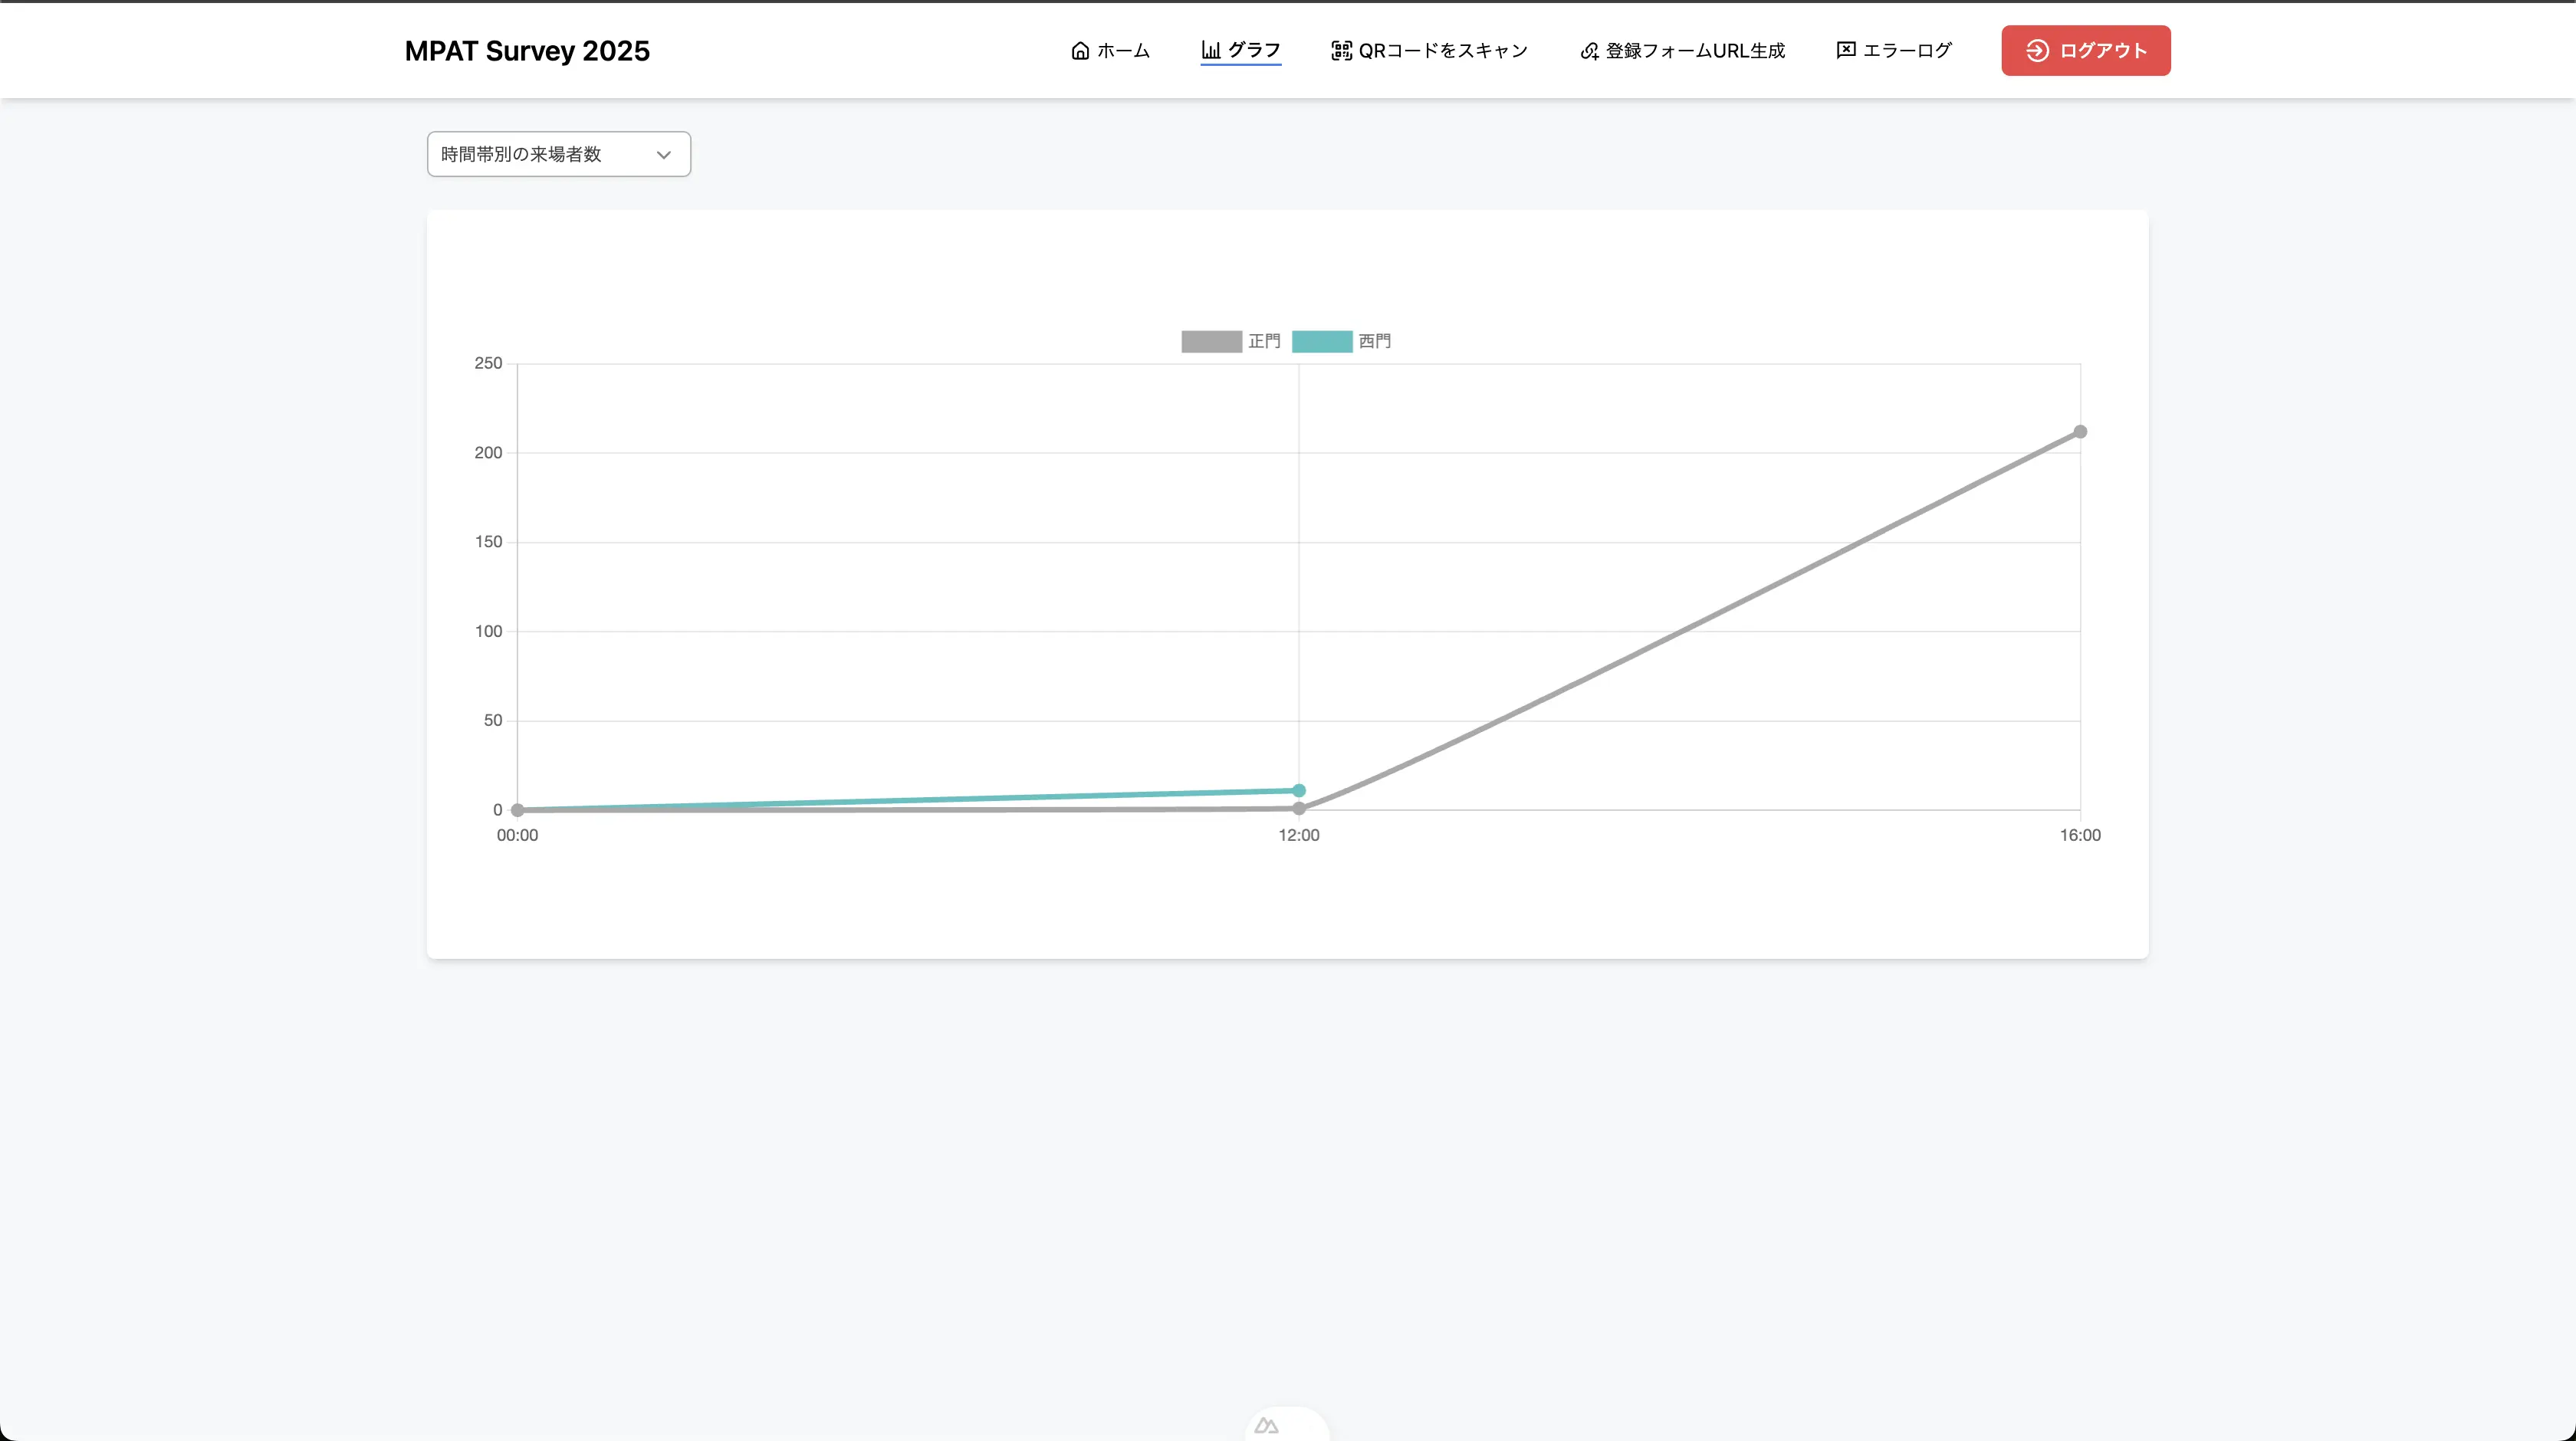 MPAT Survey 2025
ホーム
グラフ
QRコードをスキャン
登録フォームURL生成
エラーログ
ログアウト
時間帯別の来場者数
正門
西門
250
200
150
100
50
0
00:00
12:00
16:00